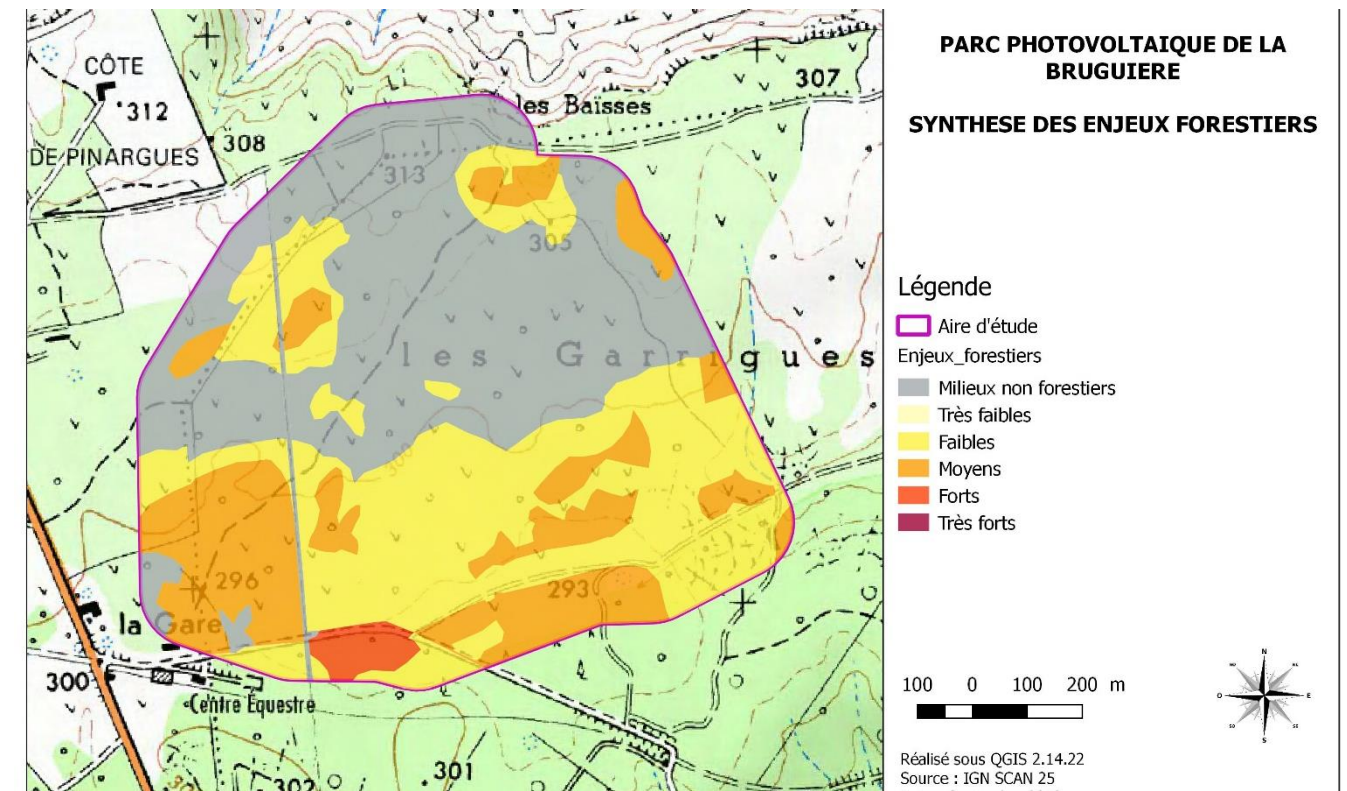 PARC PHOTOVOLTAIQUE DE LA
BRUGUIERE
SYNTHESE DES ENJEUX FORESTIERS
CÔTE
312
DE PINARGUES
308
313
les Baïsses
307
305
les Garrigues
300
296
293
la Gare
300
Centre Equestre
302
301
Légende
Aire d'étude
Enjeux_forestiers
Milieux non forestiers
Très faibles
Faibles
Moyens
Forts
Très forts
100 0 100 200 m
N
O
E
S
Réalisé sous QGIS 2.14.22
Source : IGN SCAN 25